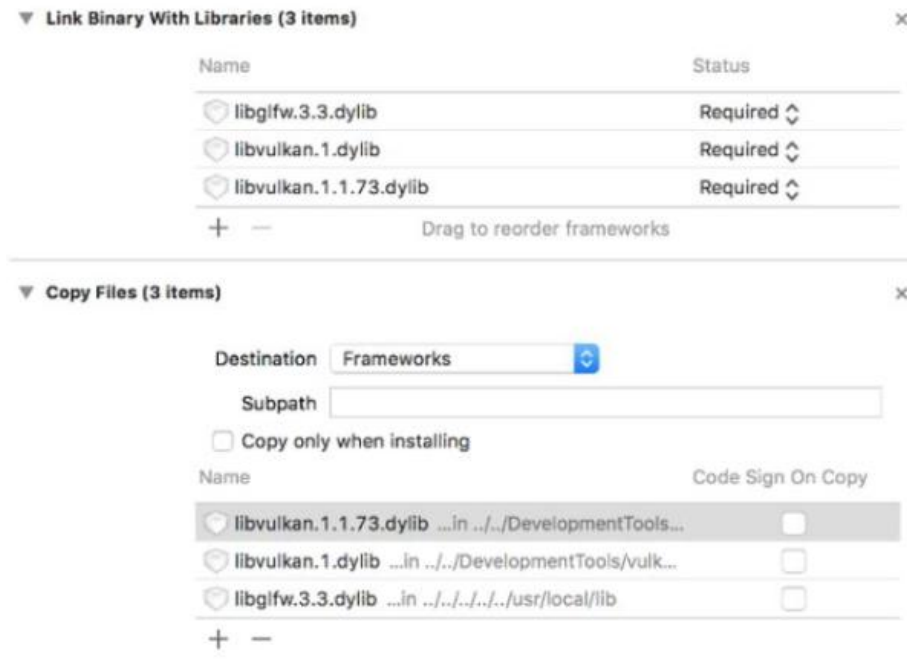 Link Binary With Libraries (3 items)
Name Status
libglfw.3.3.dylib Required
libvulkan.1.dylib Required
libvulkan.1.1.73.dylib Required
Drag to reorder frameworks
Copy Files (3 items)
Destination Frameworks
Subpath
Copy only when installing
Name Code Sign On Copy
libvulkan.1.1.73.dylib ...in ../../DevelopmentTools...
libvulkan.1.dylib ...in ../../DevelopmentTools/vulk...
libglfw.3.3.dylib ...in ../../../../../usr/local/lib